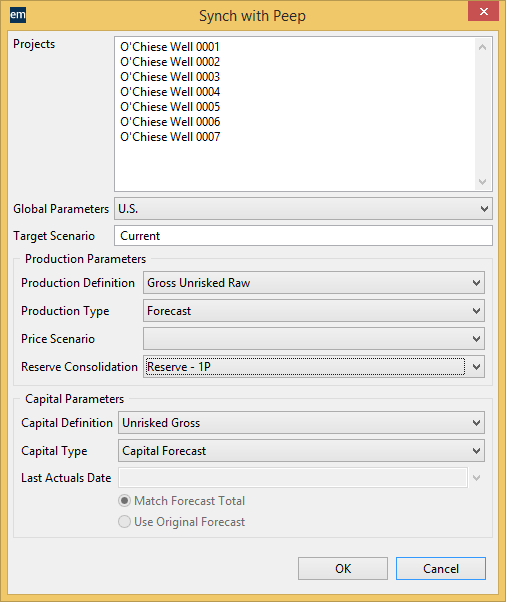 em Synch with Peep
Projects
O'Chiese Well 0001
O'Chiese Well 0002
O'Chiese Well 0003
O'Chiese Well 0004
O'Chiese Well 0005
O'Chiese Well 0006
O'Chiese Well 0007
Global Parameters U.S.
Target Scenario Current
Production Parameters
Production Definition Gross Unrisked Raw
Production Type Forecast
Price Scenario
Reserve Consolidation Reserve - 1P
Capital Parameters
Capital Definition Unrisked Gross
Capital Type Capital Forecast
Last Actuals Date
Match Forecast Total
Use Original Forecast
OK Cancel